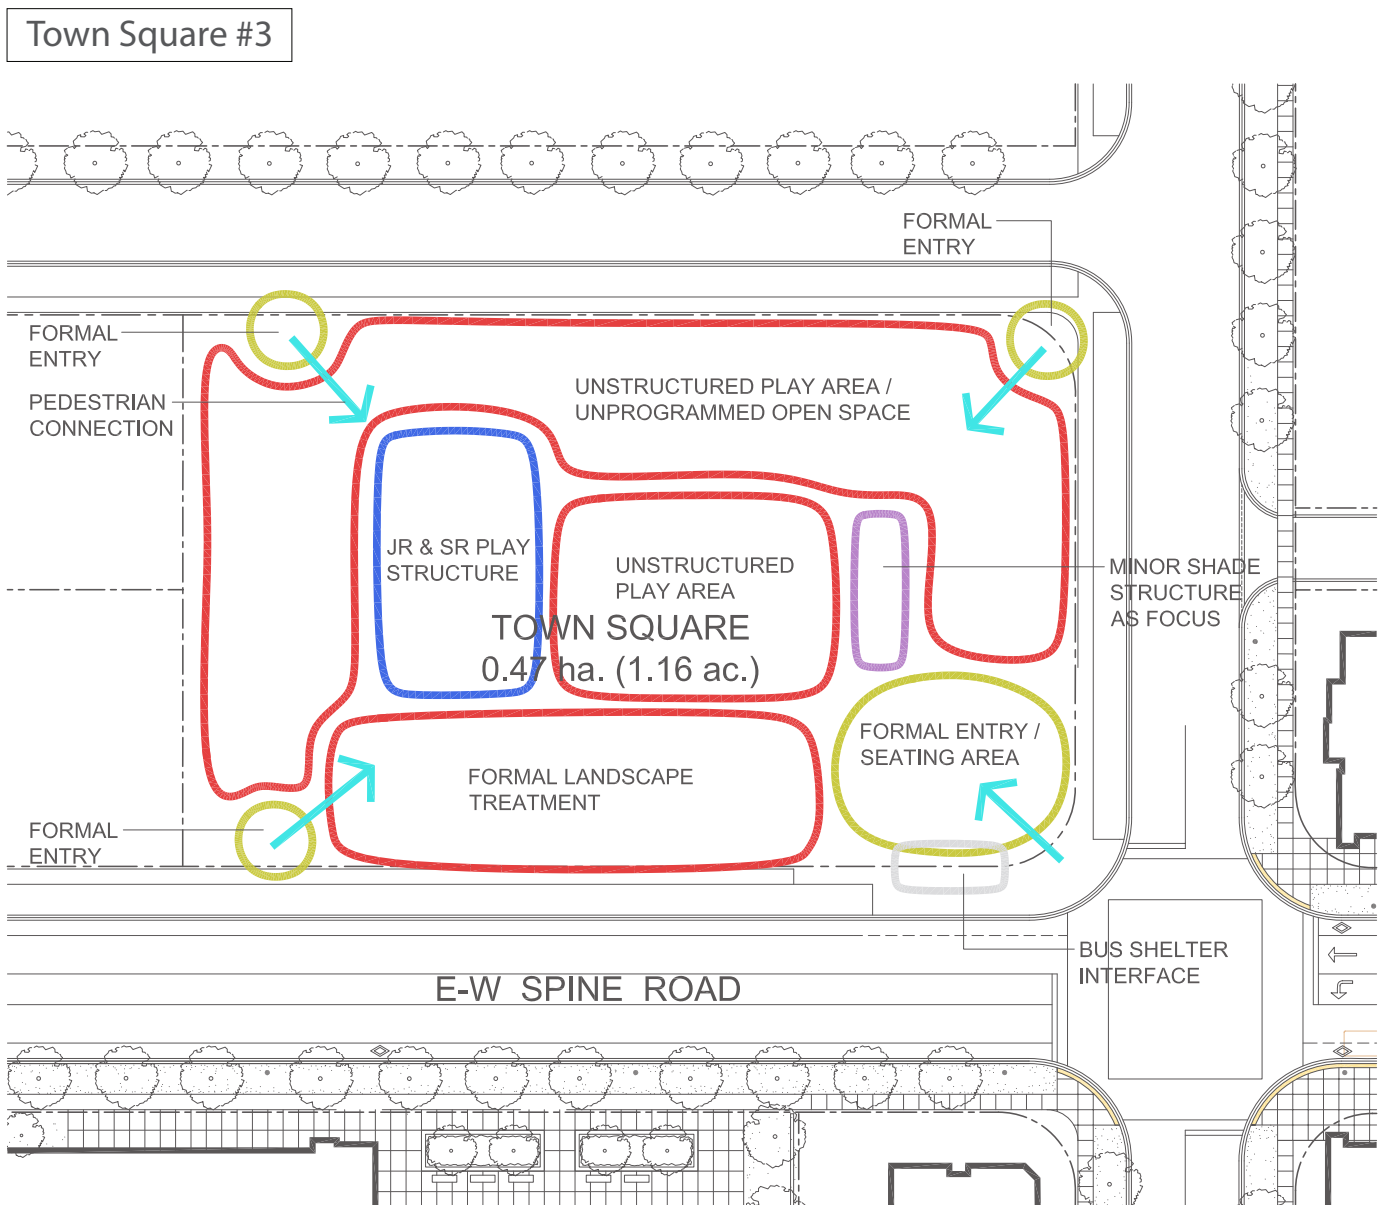 Town Square #3
FORMAL
ENTRY
FORMAL
ENTRY
PEDESTRIAN
CONNECTION
UNSTRUCTURED PLAY AREA /
UNPROGRAMMED OPEN SPACE
JR & SR PLAY
STRUCTURE
UNSTRUCTURED
PLAY AREA
MINOR SHADE
STRUCTURE
AS FOCUS
TOWN SQUARE
0.47 ha. (1.16 ac.)
FORMAL ENTRY /
SEATING AREA
FORMAL LANDSCAPE
TREATMENT
FORMAL
ENTRY
BUS SHELTER
INTERFACE
E-W SPINE ROAD